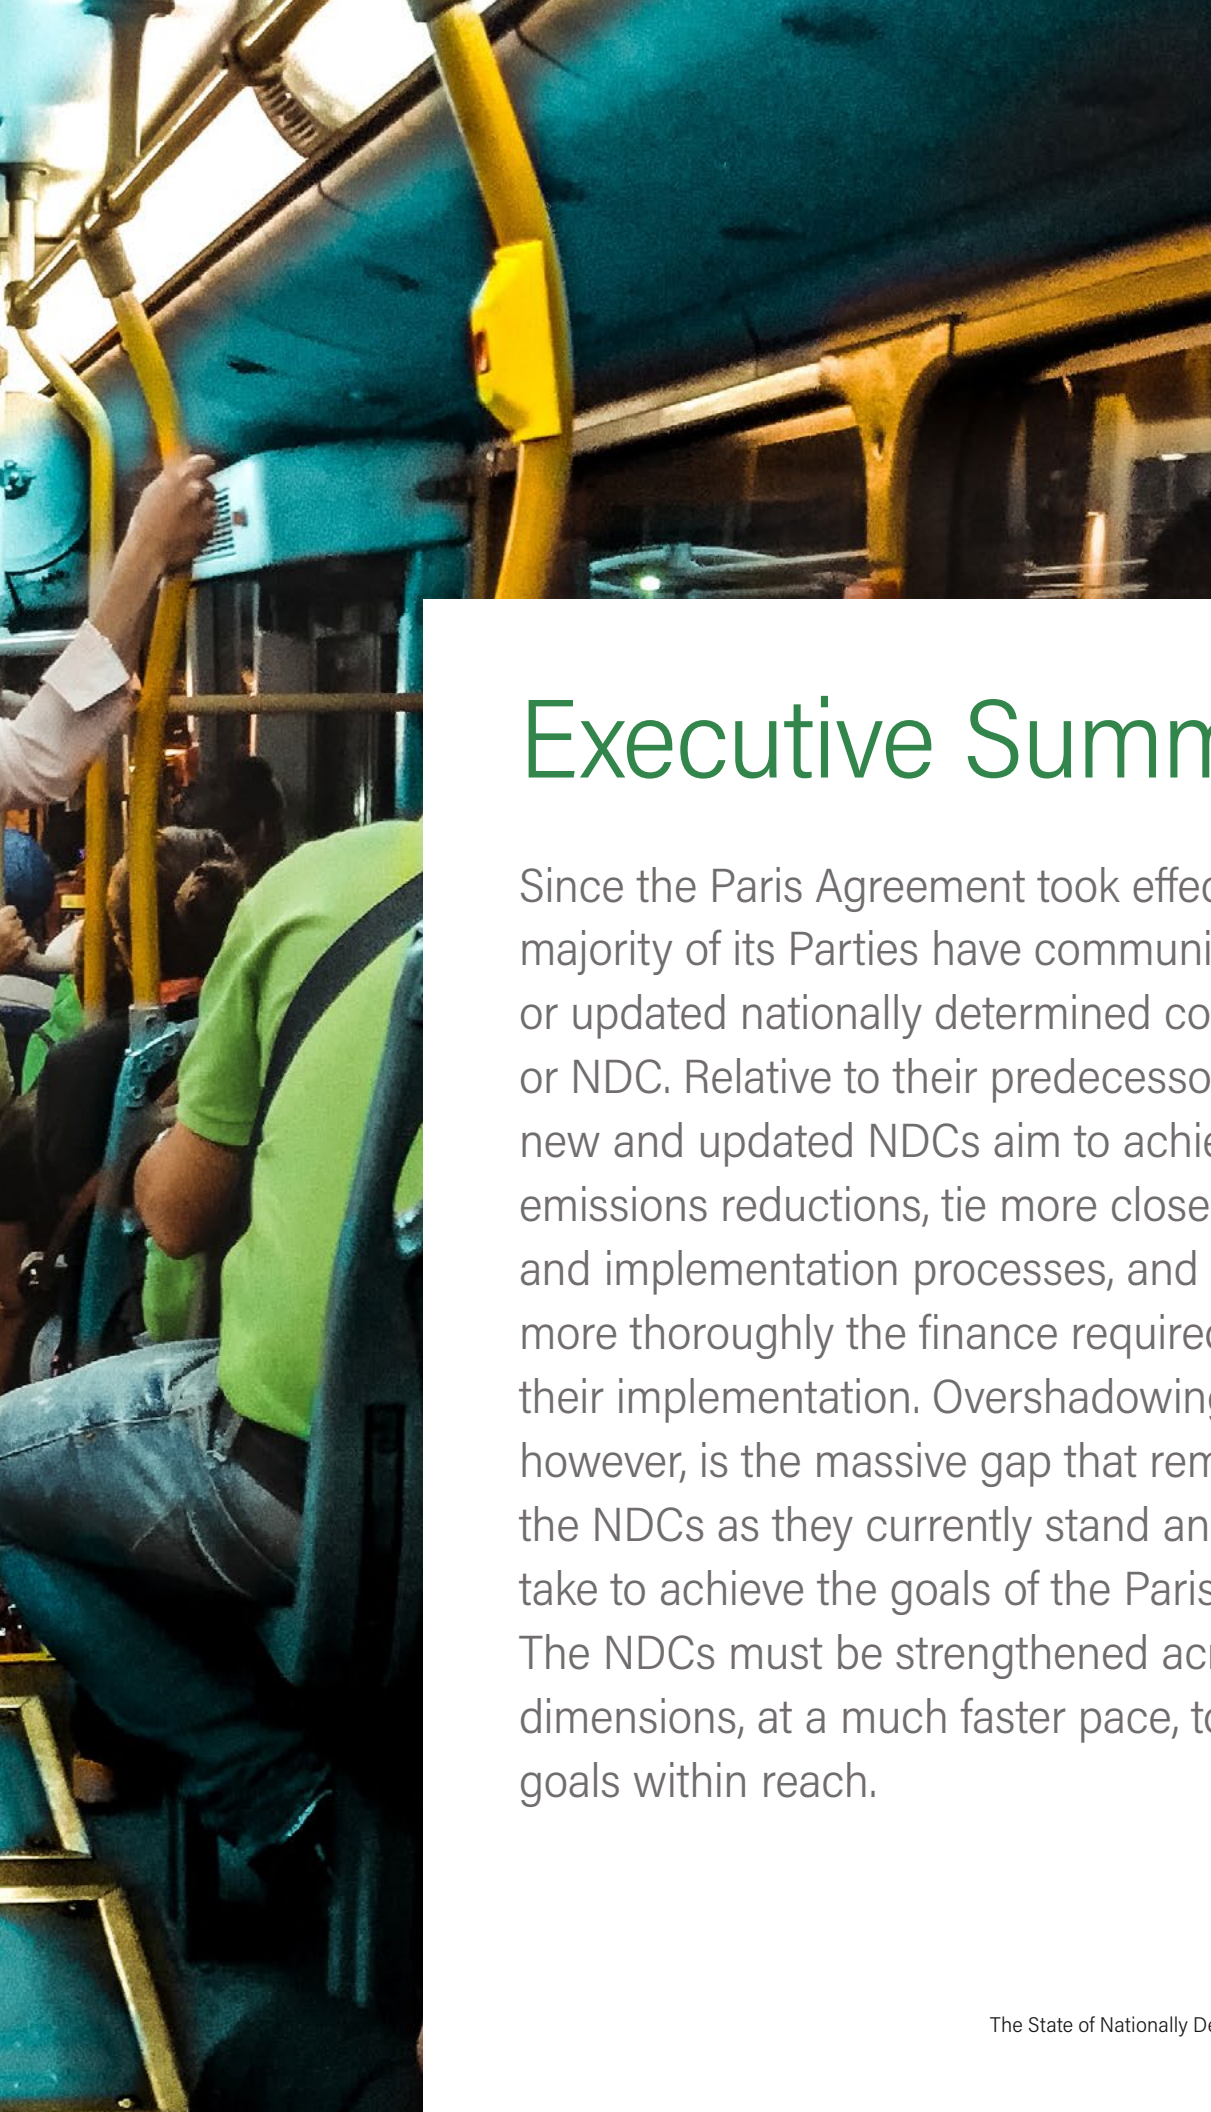 Executive Summ
Since the Paris Agreement took effec
majority of its Parties have communi
or updated nationally determined co
or NDC. Relative to their predecesso
new and updated NDCs aim to achie
emissions reductions, tie more close
and implementation processes, and
more thoroughly the finance required
their implementation. Overshadowing
however, is the massive gap that rem
the NDCs as they currently stand an
take to achieve the goals of the Paris
The NDCs must be strengthened acr
dimensions, at a much faster pace, to
goals within reach.
The State of Nationally De